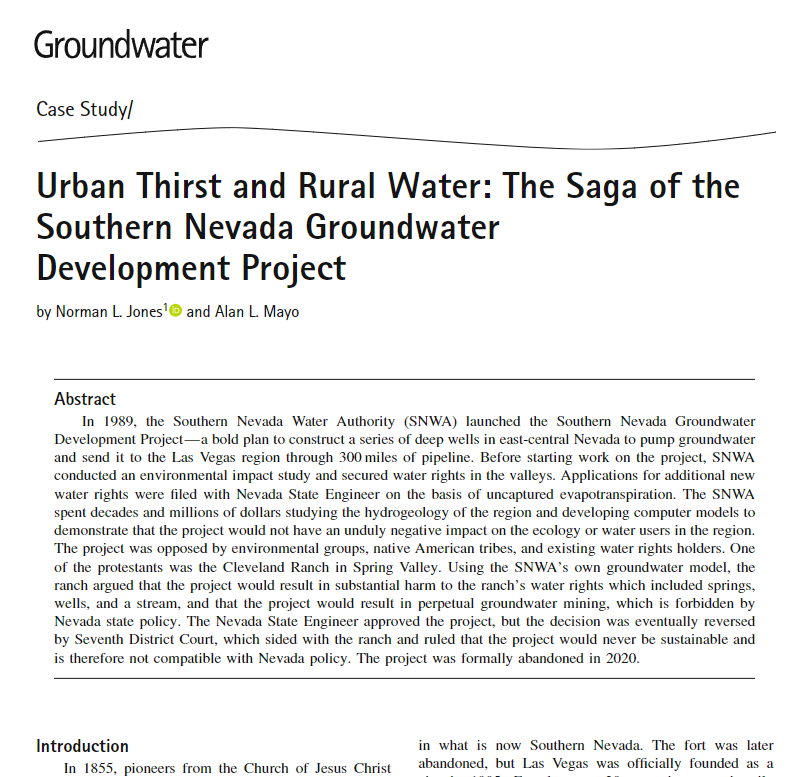 Groundwater
Case Study/
Urban Thirst and Rural Water: The Saga of the
Southern Nevada Groundwater
Development Project
by Norman L. Jones¹ iD and Alan L. Mayo
Abstract
In 1989, the Southern Nevada Water Authority (SNWA) launched the Southern Nevada Groundwater
Development Project—a bold plan to construct a series of deep wells in east-central Nevada to pump groundwater
and send it to the Las Vegas region through 300 miles of pipeline. Before starting work on the project, SNWA
conducted an environmental impact study and secured water rights in the valleys. Applications for additional new
water rights were filed with Nevada State Engineer on the basis of uncaptured evapotranspiration. The SNWA
spent decades and millions of dollars studying the hydrogeology of the region and developing computer models to
demonstrate that the project would not have an unduly negative impact on the ecology or water users in the region.
The project was opposed by environmental groups, native American tribes, and existing water rights holders. One
of the protestants was the Cleveland Ranch in Spring Valley. Using the SNWA's own groundwater model, the
ranch argued that the project would result in substantial harm to the ranch's water rights which included springs,
wells, and a stream, and that the project would result in perpetual groundwater mining, which is forbidden by
Nevada state policy. The Nevada State Engineer approved the project, but the decision was eventually reversed
by Seventh District Court, which sided with the ranch and ruled that the project would never be sustainable and
is therefore not compatible with Nevada policy. The project was formally abandoned in 2020.
Introduction
In 1855, pioneers from the Church of Jesus Christ
in what is now Southern Nevada. The fort was later
abandoned, but Las Vegas was officially founded as a